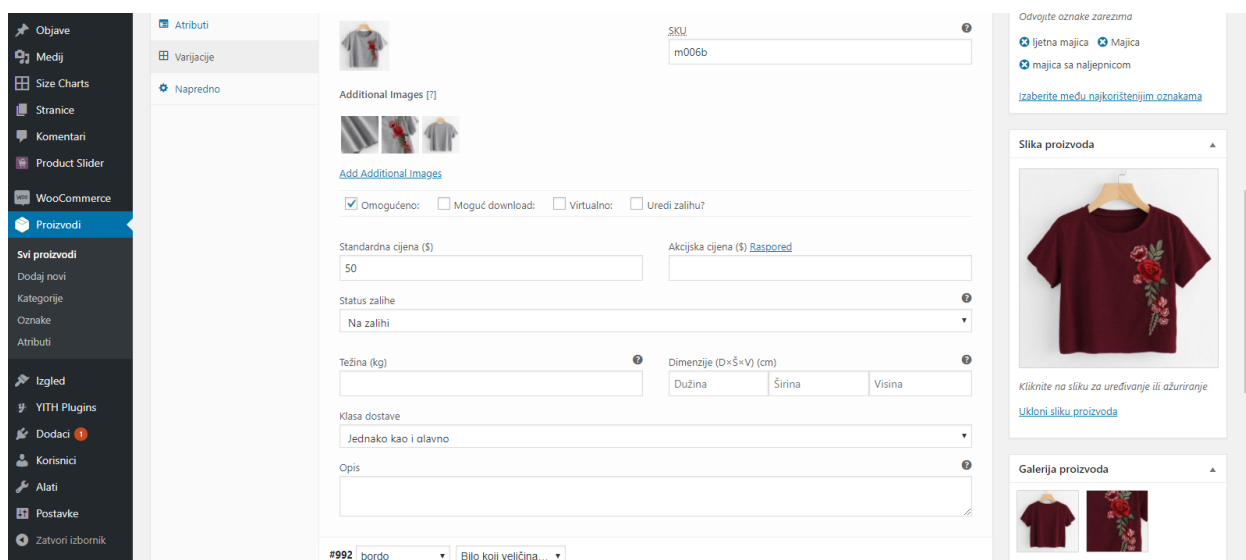 Objave
Medij
Size Charts
Stranice
Komentari
Product Slider
WooCommerce
Proizvodi
Svi proizvodi
Dodaj novi
Kategorije
Oznake
Atributi
Izgled
YITH Plugins
Dodaci 1
Korisnici
Alati
Postavke
Zatvori izbornik
Atributi
Varijacije
Napredno
SKU
m006b
Additional Images [?]
Add Additional Images
Omogućeno: Moguć download: Virtualno: Uredi zalihu?
Standardna cijena ($) Akcijska cijena ($) Raspored
50
Status zalihe
Na zalihi
Težina (kg) Dimenzije (D×Š×V) (cm)
Dužina Širina Visina
Klasa dostave
Jednako kao i glavno
Opis
#992 bordo Bilo koji veličina...
Odvojite oznake zarezima
ljetna majica Majica
majica sa naljepnicom
Izaberite među najkorištenijim oznakama
Slika proizvoda
Kliknite na sliku za uređivanje ili ažuriranje
Ukloni sliku proizvoda
Galerija proizvoda